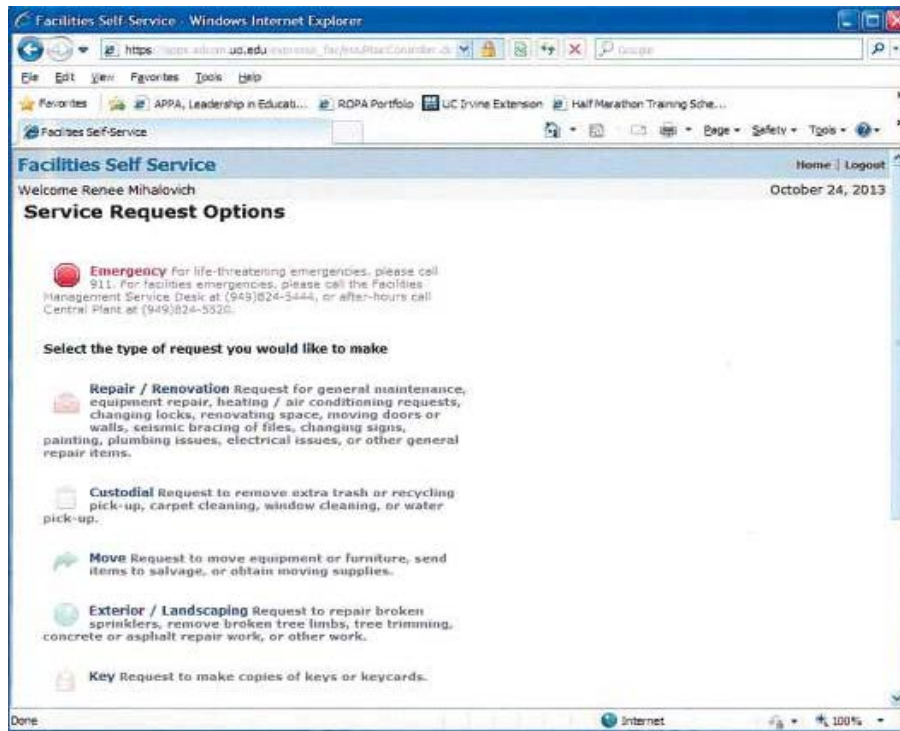 Facilities Self-Service - Windows Internet Explorer
https
File Edit View Favorites Tools Help
Favorites APPA, Leadership in Educati... ROPA Portfolio UC Irvine Extension Half Marathon Training Sche...
Facilities Self-Service Page Safety Tools
Facilities Self Service Home | Logout
Welcome Renee Mihalovich October 24, 2013
Service Request Options
Emergency For life-threatening emergencies, please call
911. For facilities emergencies, please call the Facilities
Management Service Desk at (949)824-5444, or after-hours call
Central Plant at (949)824-5520.
Select the type of request you would like to make
Repair / Renovation Request for general maintenance,
equipment repair, heating / air conditioning requests,
changing locks, renovating space, moving doors or
walls, seismic bracing of files, changing signs,
painting, plumbing issues, electrical issues, or other general
repair items.
Custodial Request to remove extra trash or recycling
pick-up, carpet cleaning, window cleaning, or water
pick-up.
Move Request to move equipment or furniture, send
items to salvage, or obtain moving supplies.
Exterior / Landscaping Request to repair broken
sprinklers, remove broken tree limbs, tree trimming,
concrete or asphalt repair work, or other work.
Key Request to make copies of keys or keycards.
Done Internet 100%